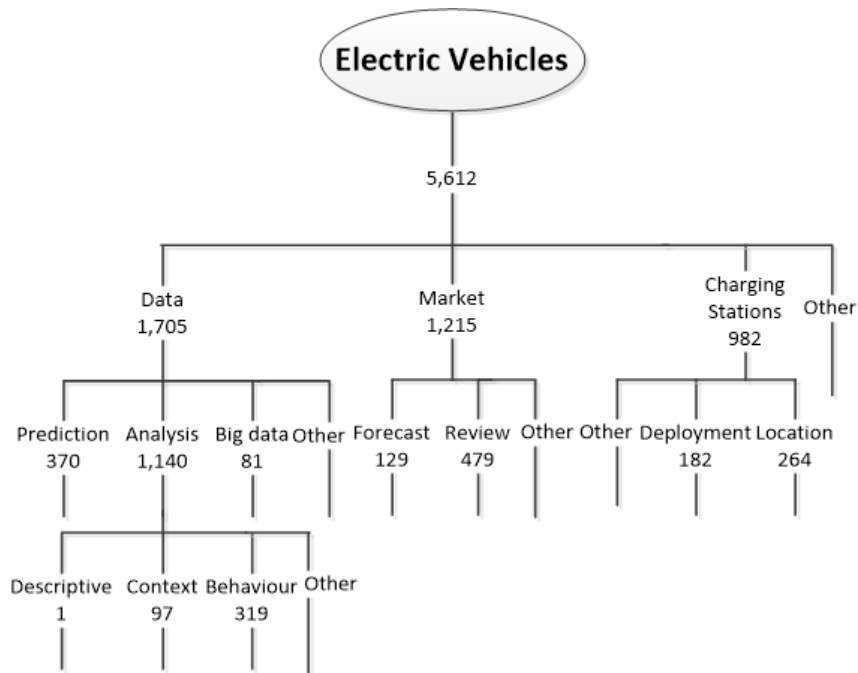 Electric Vehicles
5,612
Data
1,705
Market
1,215
Charging
Stations
982
Other
Prediction
370
Analysis
1,140
Big data
81
Other
Forecast
129
Review
479
Other
Other
Deployment
182
Location
264
Descriptive
1
Context
97
Behaviour
319
Other